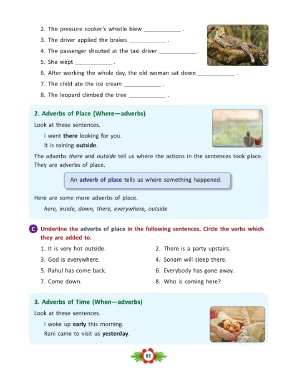 2. The pressure cooker's whistle blew ____________ .
3. The driver applied the brakes ____________ .
4. The passenger shouted at the taxi driver ____________ .
5. She wept ____________ .
6. After working the whole day, the old woman sat down ____________ .
7. The child ate the ice cream ____________ .
8. The leopard climbed the tree ____________ .
2. Adverbs of Place (Where—adverbs)
Look at these sentences.
I went there looking for you.
It is raining outside.
The adverbs there and outside tell us where the actions in the sentences took place.
They are adverbs of place.
An adverb of place tells us where something happened.
Here are some more adverbs of place.
here, inside, down, there, everywhere, outside
C Underline the adverbs of place in the following sentences. Circle the verbs which
they are added to.
1. It is very hot outside.
2. There is a party upstairs.
3. God is everywhere.
4. Sonam will sleep there.
5. Rahul has come back.
6. Everybody has gone away.
7. Come down.
8. Who is coming here?
3. Adverbs of Time (When—adverbs)
Look at these sentences.
I woke up early this morning.
Rani came to visit us yesterday.